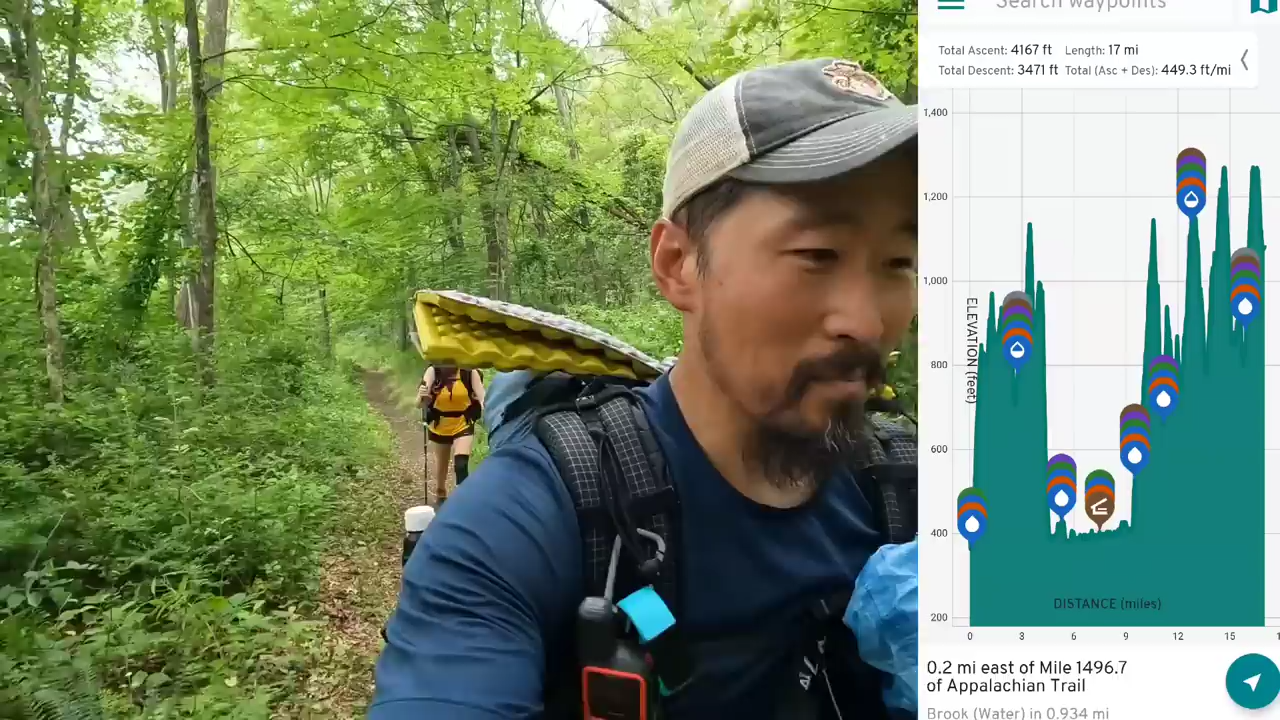 Search waypoints
Total Ascent: 4167 ft Length: 17 mi
Total Descent: 3471 ft Total (Asc + Des): 449.3 ft/mi
1,400
1,200
1,000
800
600
400
200
ELEVATION (feet)
DISTANCE (miles)
0 3 6 9 12 15
0.2 mi east of Mile 1496.7
of Appalachian Trail
Brook (Water) in 0.934 mi